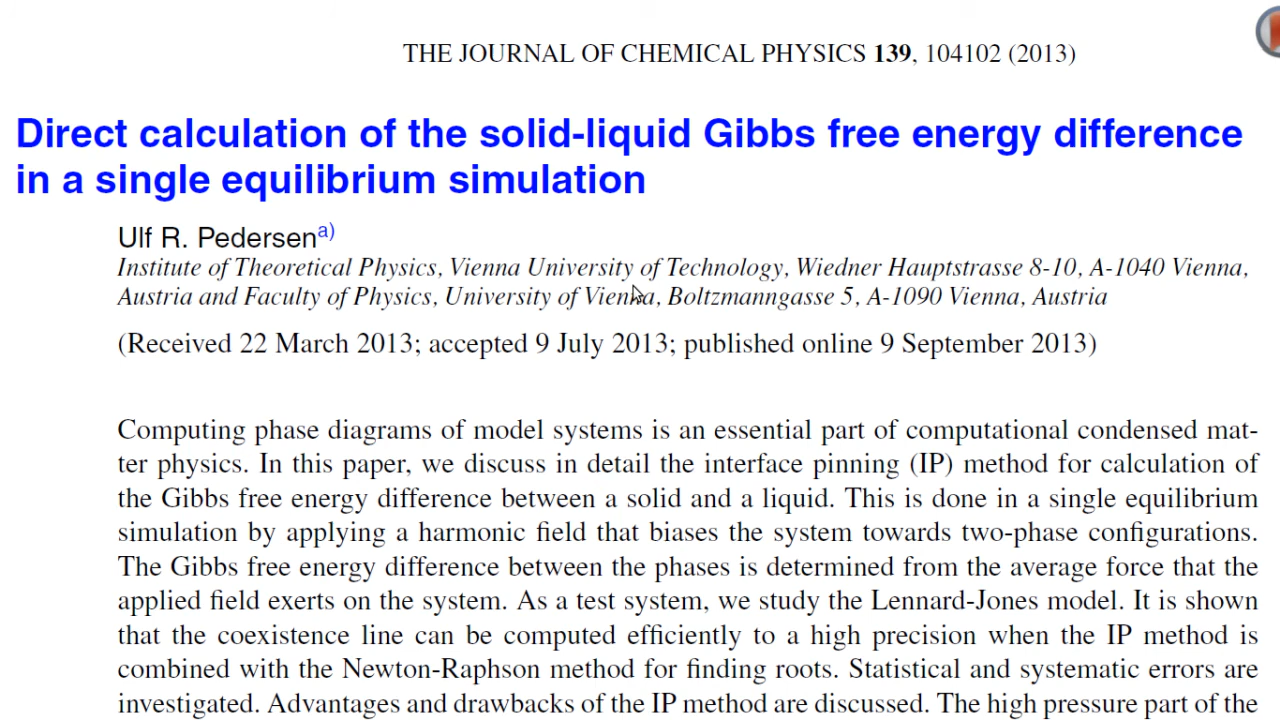 THE JOURNAL OF CHEMICAL PHYSICS 139, 104102 (2013)
Direct calculation of the solid-liquid Gibbs free energy difference
in a single equilibrium simulation
Ulf R. Pedersena)
Institute of Theoretical Physics, Vienna University of Technology, Wiedner Hauptstrasse 8-10, A-1040 Vienna,
Austria and Faculty of Physics, University of Vienna, Boltzmanngasse 5, A-1090 Vienna, Austria
(Received 22 March 2013; accepted 9 July 2013; published online 9 September 2013)
Computing phase diagrams of model systems is an essential part of computational condensed mat-
ter physics. In this paper, we discuss in detail the interface pinning (IP) method for calculation of
the Gibbs free energy difference between a solid and a liquid. This is done in a single equilibrium
simulation by applying a harmonic field that biases the system towards two-phase configurations.
The Gibbs free energy difference between the phases is determined from the average force that the
applied field exerts on the system. As a test system, we study the Lennard-Jones model. It is shown
that the coexistence line can be computed efficiently to a high precision when the IP method is
combined with the Newton-Raphson method for finding roots. Statistical and systematic errors are
investigated. Advantages and drawbacks of the IP method are discussed. The high pressure part of the